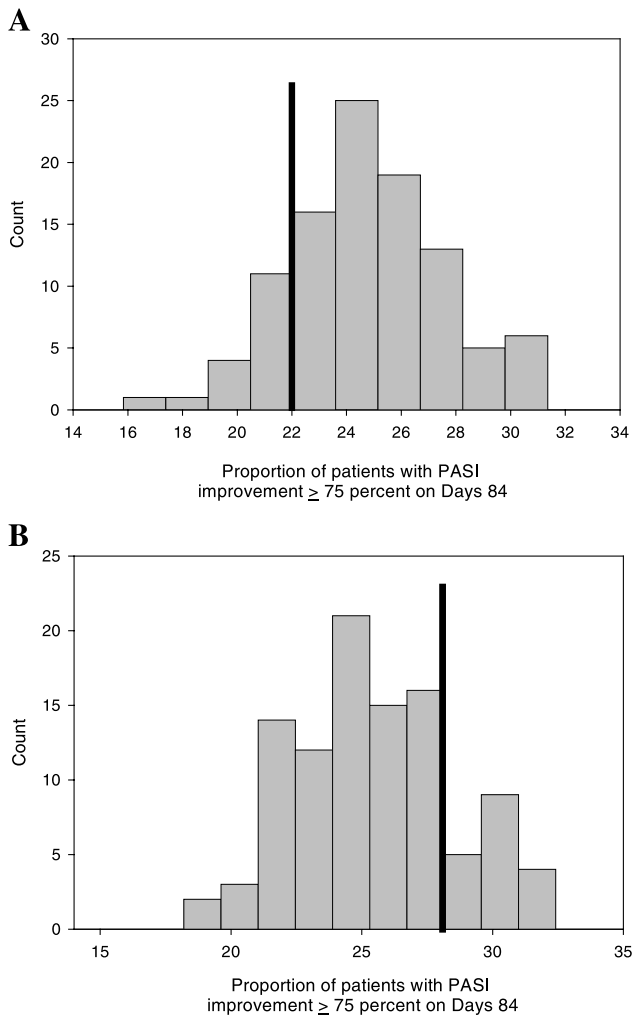 A
30
25
20
15
10
5
0
Count
14 16 18 20 22 24 26 28 30 32 34
Proportion of patients with PASI
improvement ≥ 75 percent on Days 84
B
25
20
15
10
5
0
Count
15 20 25 30 35
Proportion of patients with PASI
improvement ≥ 75 percent on Days 84